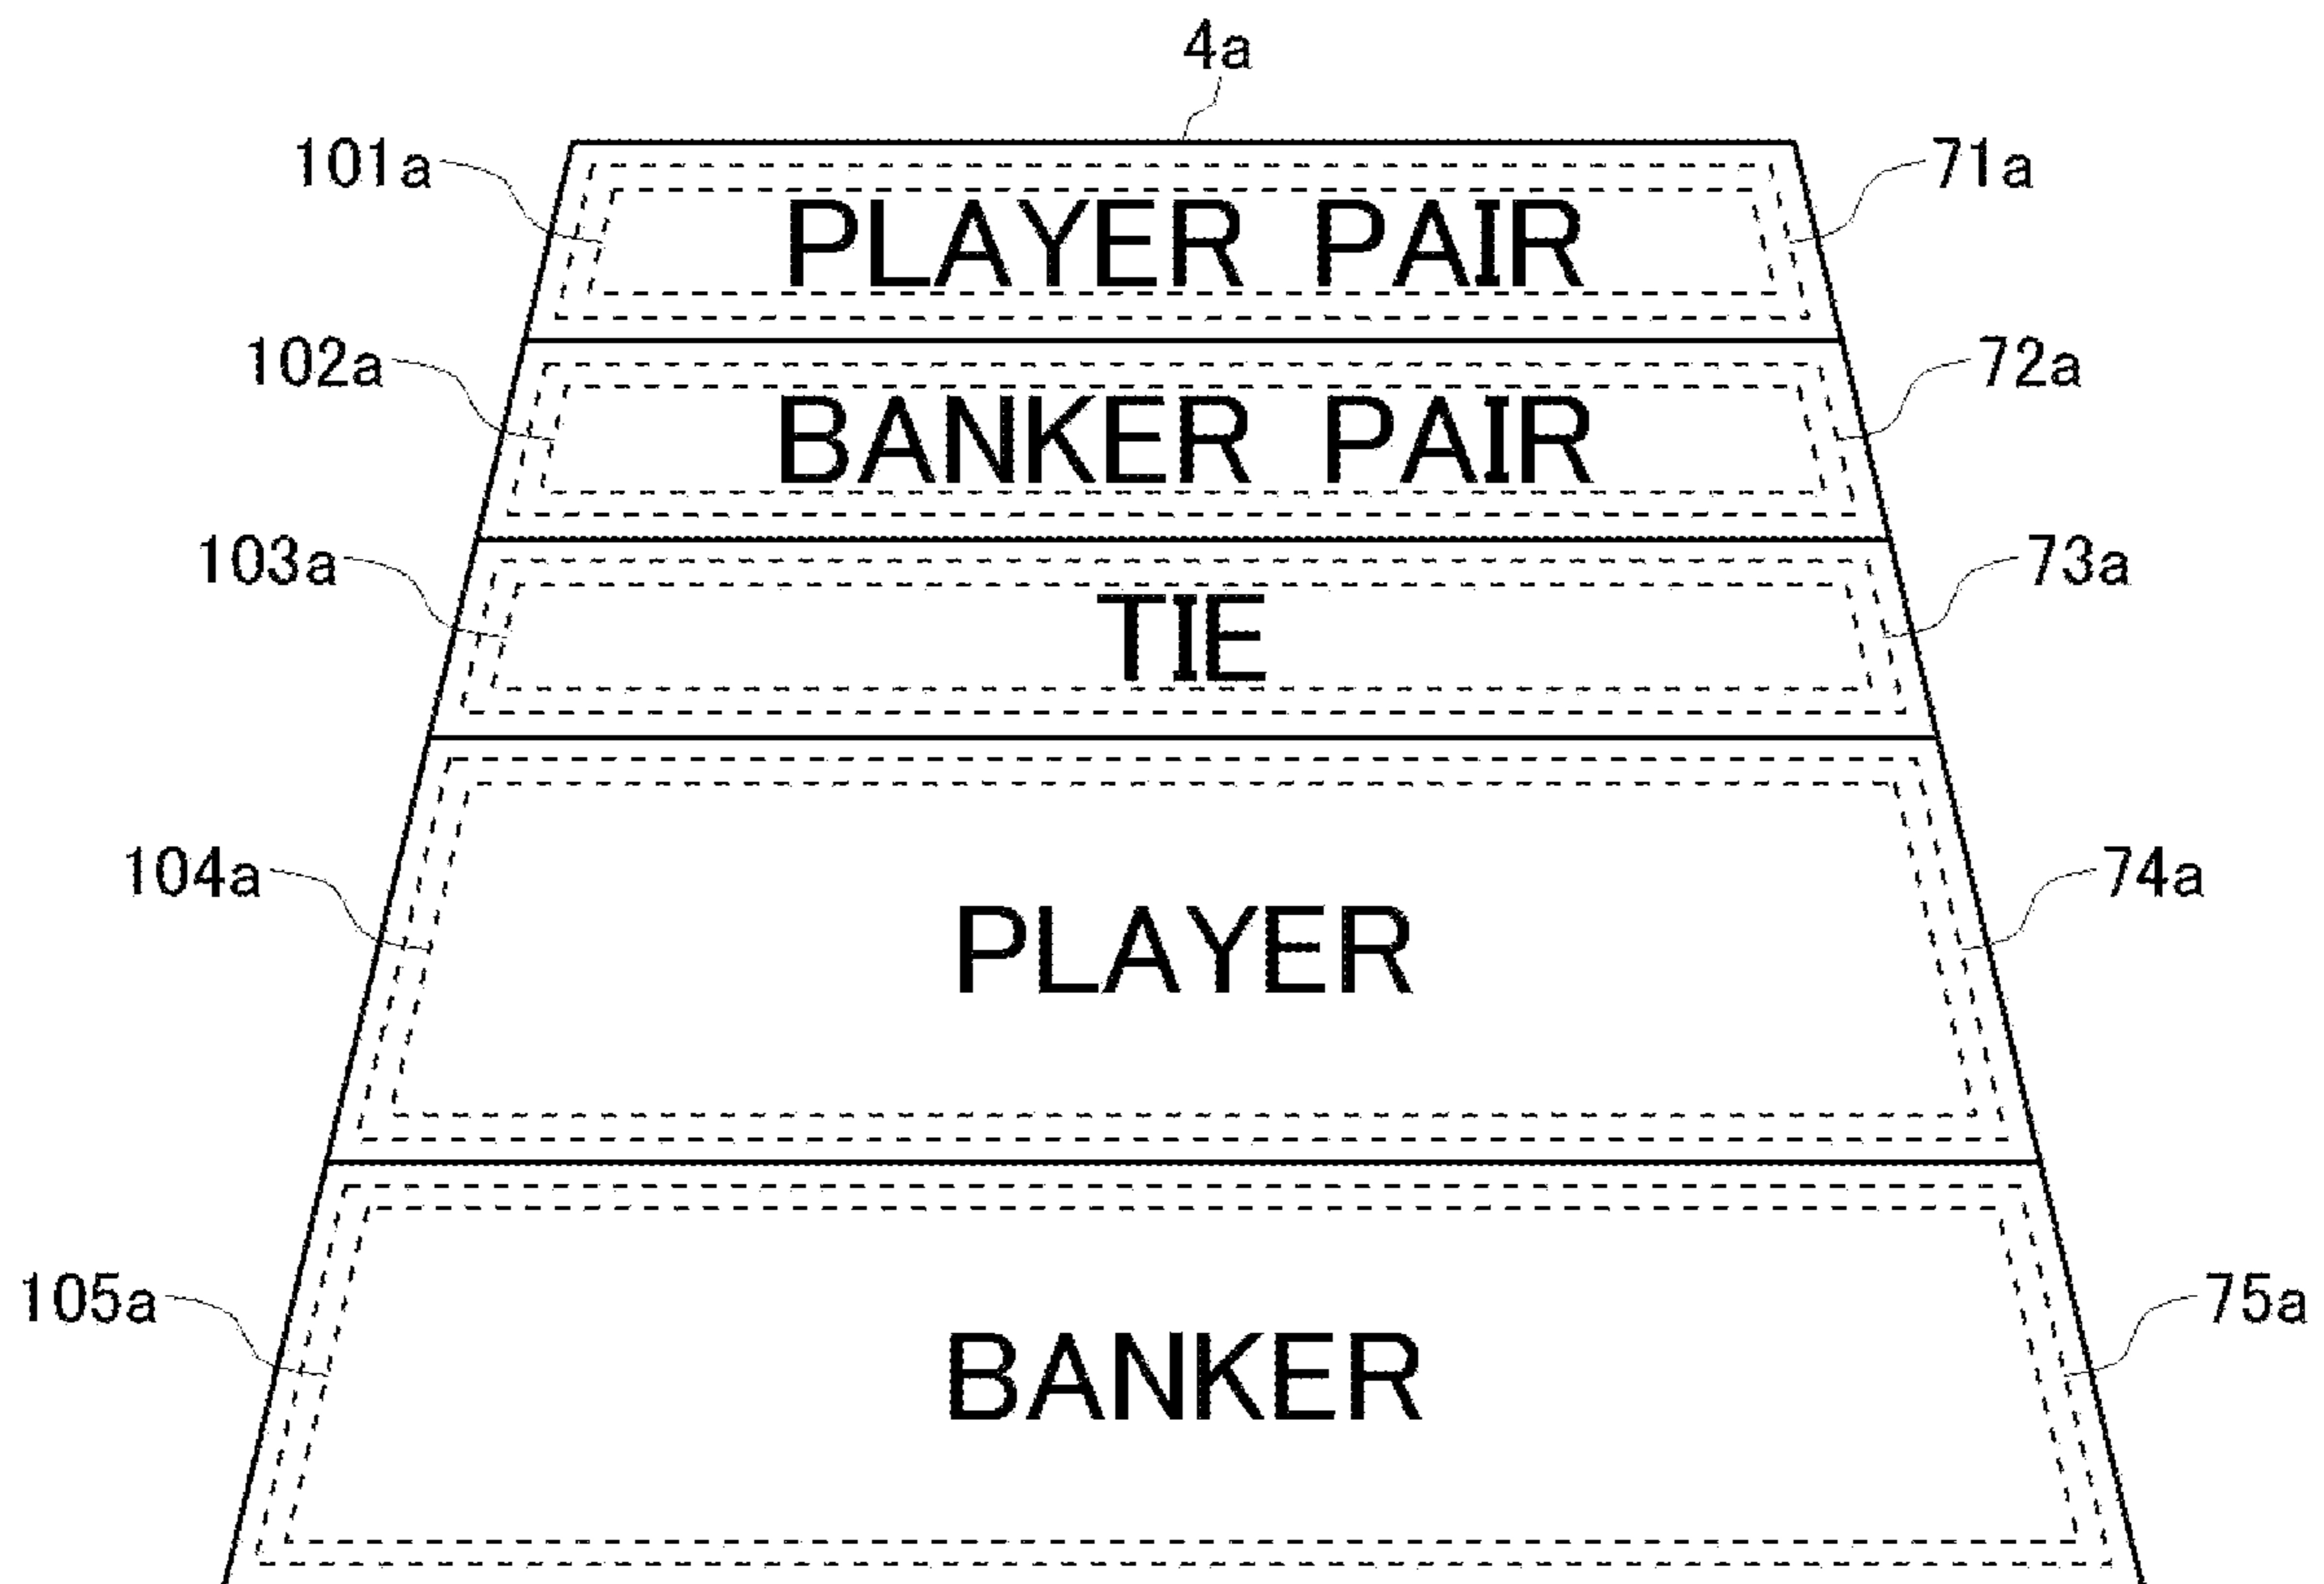 4a
101a
PLAYER PAIR
71a
102a
BANKER PAIR
72a
103a
TIE
73a
104a
PLAYER
74a
105a
BANKER
75a